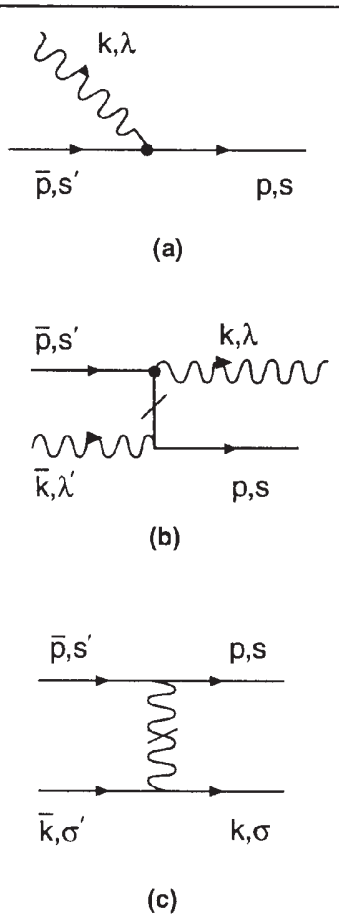 k,λ
p̄,s′ p,s
(a)
p̄,s′ k,λ
k̄,λ′ p,s
(b)
p̄,s′ p,s
k̄,σ′ k,σ
(c)